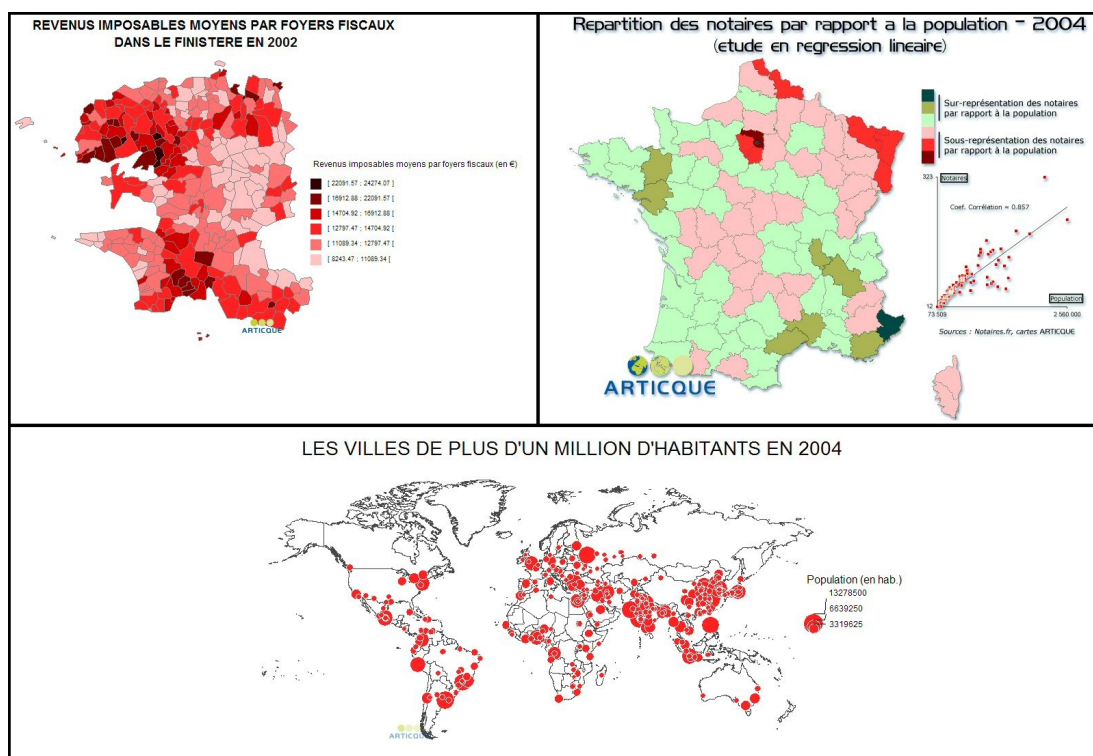 REVENUS IMPOSABLES MOYENS PAR FOYERS FISCAUX
DANS LE FINISTERE EN 2002
Revenus imposables moyens par foyers fiscaux (en €)
[ 22091.57 ; 24274.07 ]
[ 16912.88 ; 22091.57 [
[ 14704.92 ; 16912.88 [
[ 12797.47 ; 14704.92 [
[ 11089.34 ; 12797.47 [
[ 8243.47 ; 11089.34 [
ARTICQUE
Repartition des notaires par rapport a la population - 2004
(etude en regression lineaire)
Sur-représentation des notaires
par rapport à la population
Sous-représentation des notaires
par rapport à la population
323
Notaires
Coef. Corrélation = 0.857
Population
12
73 509
2 560 000
Sources : Notaires.fr, cartes ARTICQUE
ARTICQUE
LES VILLES DE PLUS D'UN MILLION D'HABITANTS EN 2004
Population (en hab.)
13278500
6639250
3319625
ARTICQUE